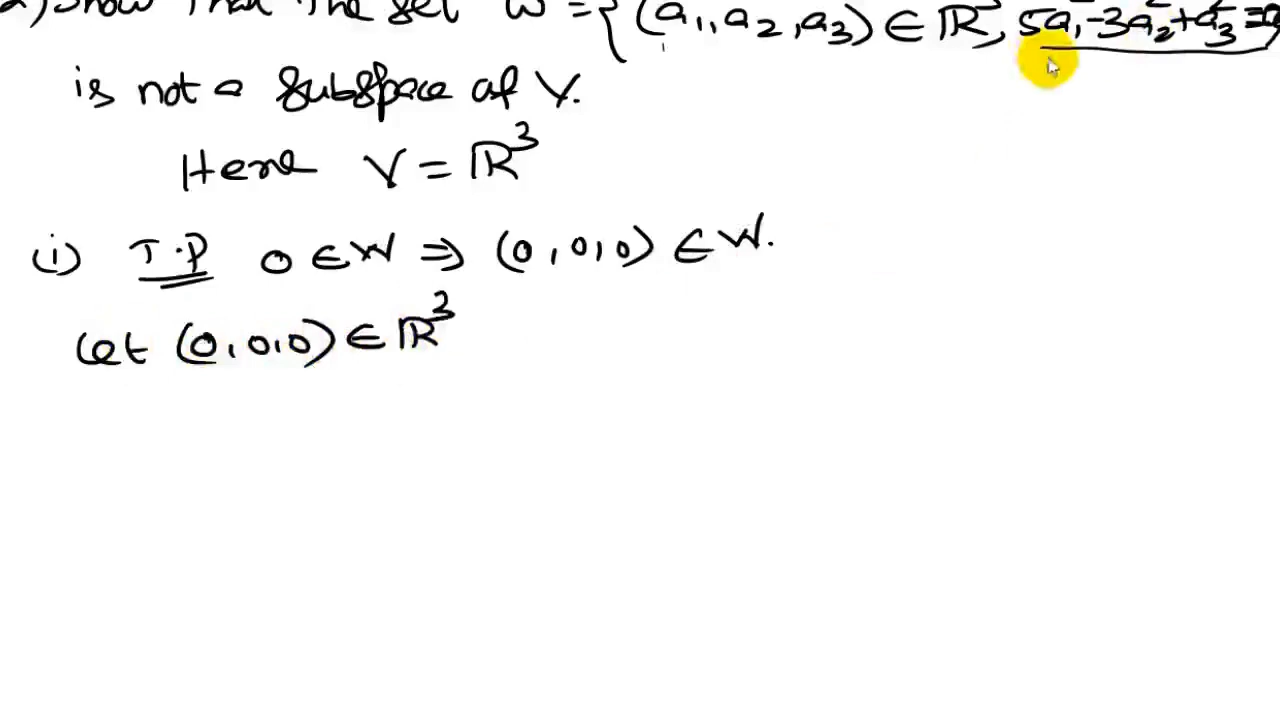 Show that the set W = {(a₁, a₂, a₃) ∈ ℝ³, 5a₁²-3a₂²+a₃²=
is not a subspace of V.
Here V = ℝ³
(i) T.P 0 ∈ W ⇒ (0,0,0) ∈ W.
Let (0,0,0) ∈ ℝ³